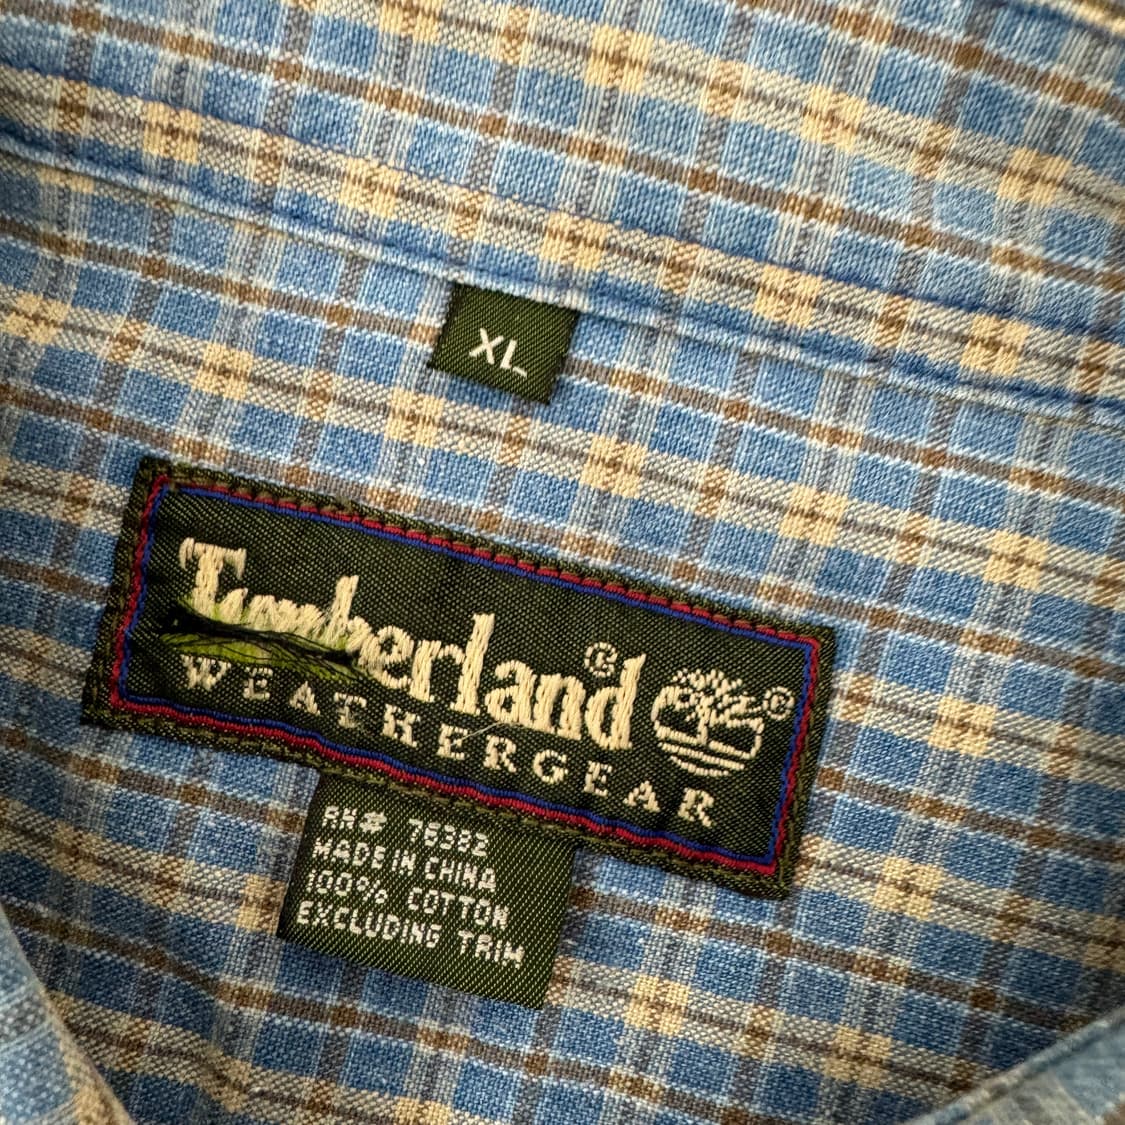 XL
Timberland®
®
WEATHERGEAR
RN# 76392
MADE IN CHINA
100% COTTON
EXCLUDING TRIM